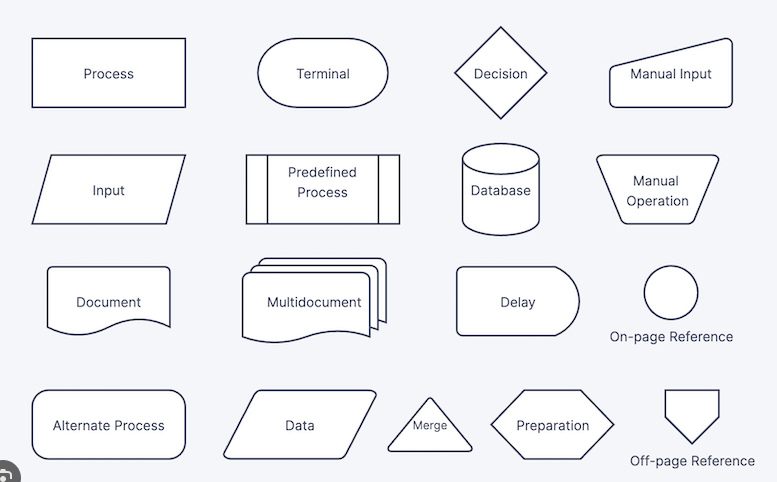 Process
Terminal
Decision
Manual Input
Input
Predefined
Process
Database
Manual
Operation
Document
Multidocument
Delay
On-page Reference
Alternate Process
Data
Merge
Preparation
Off-page Reference